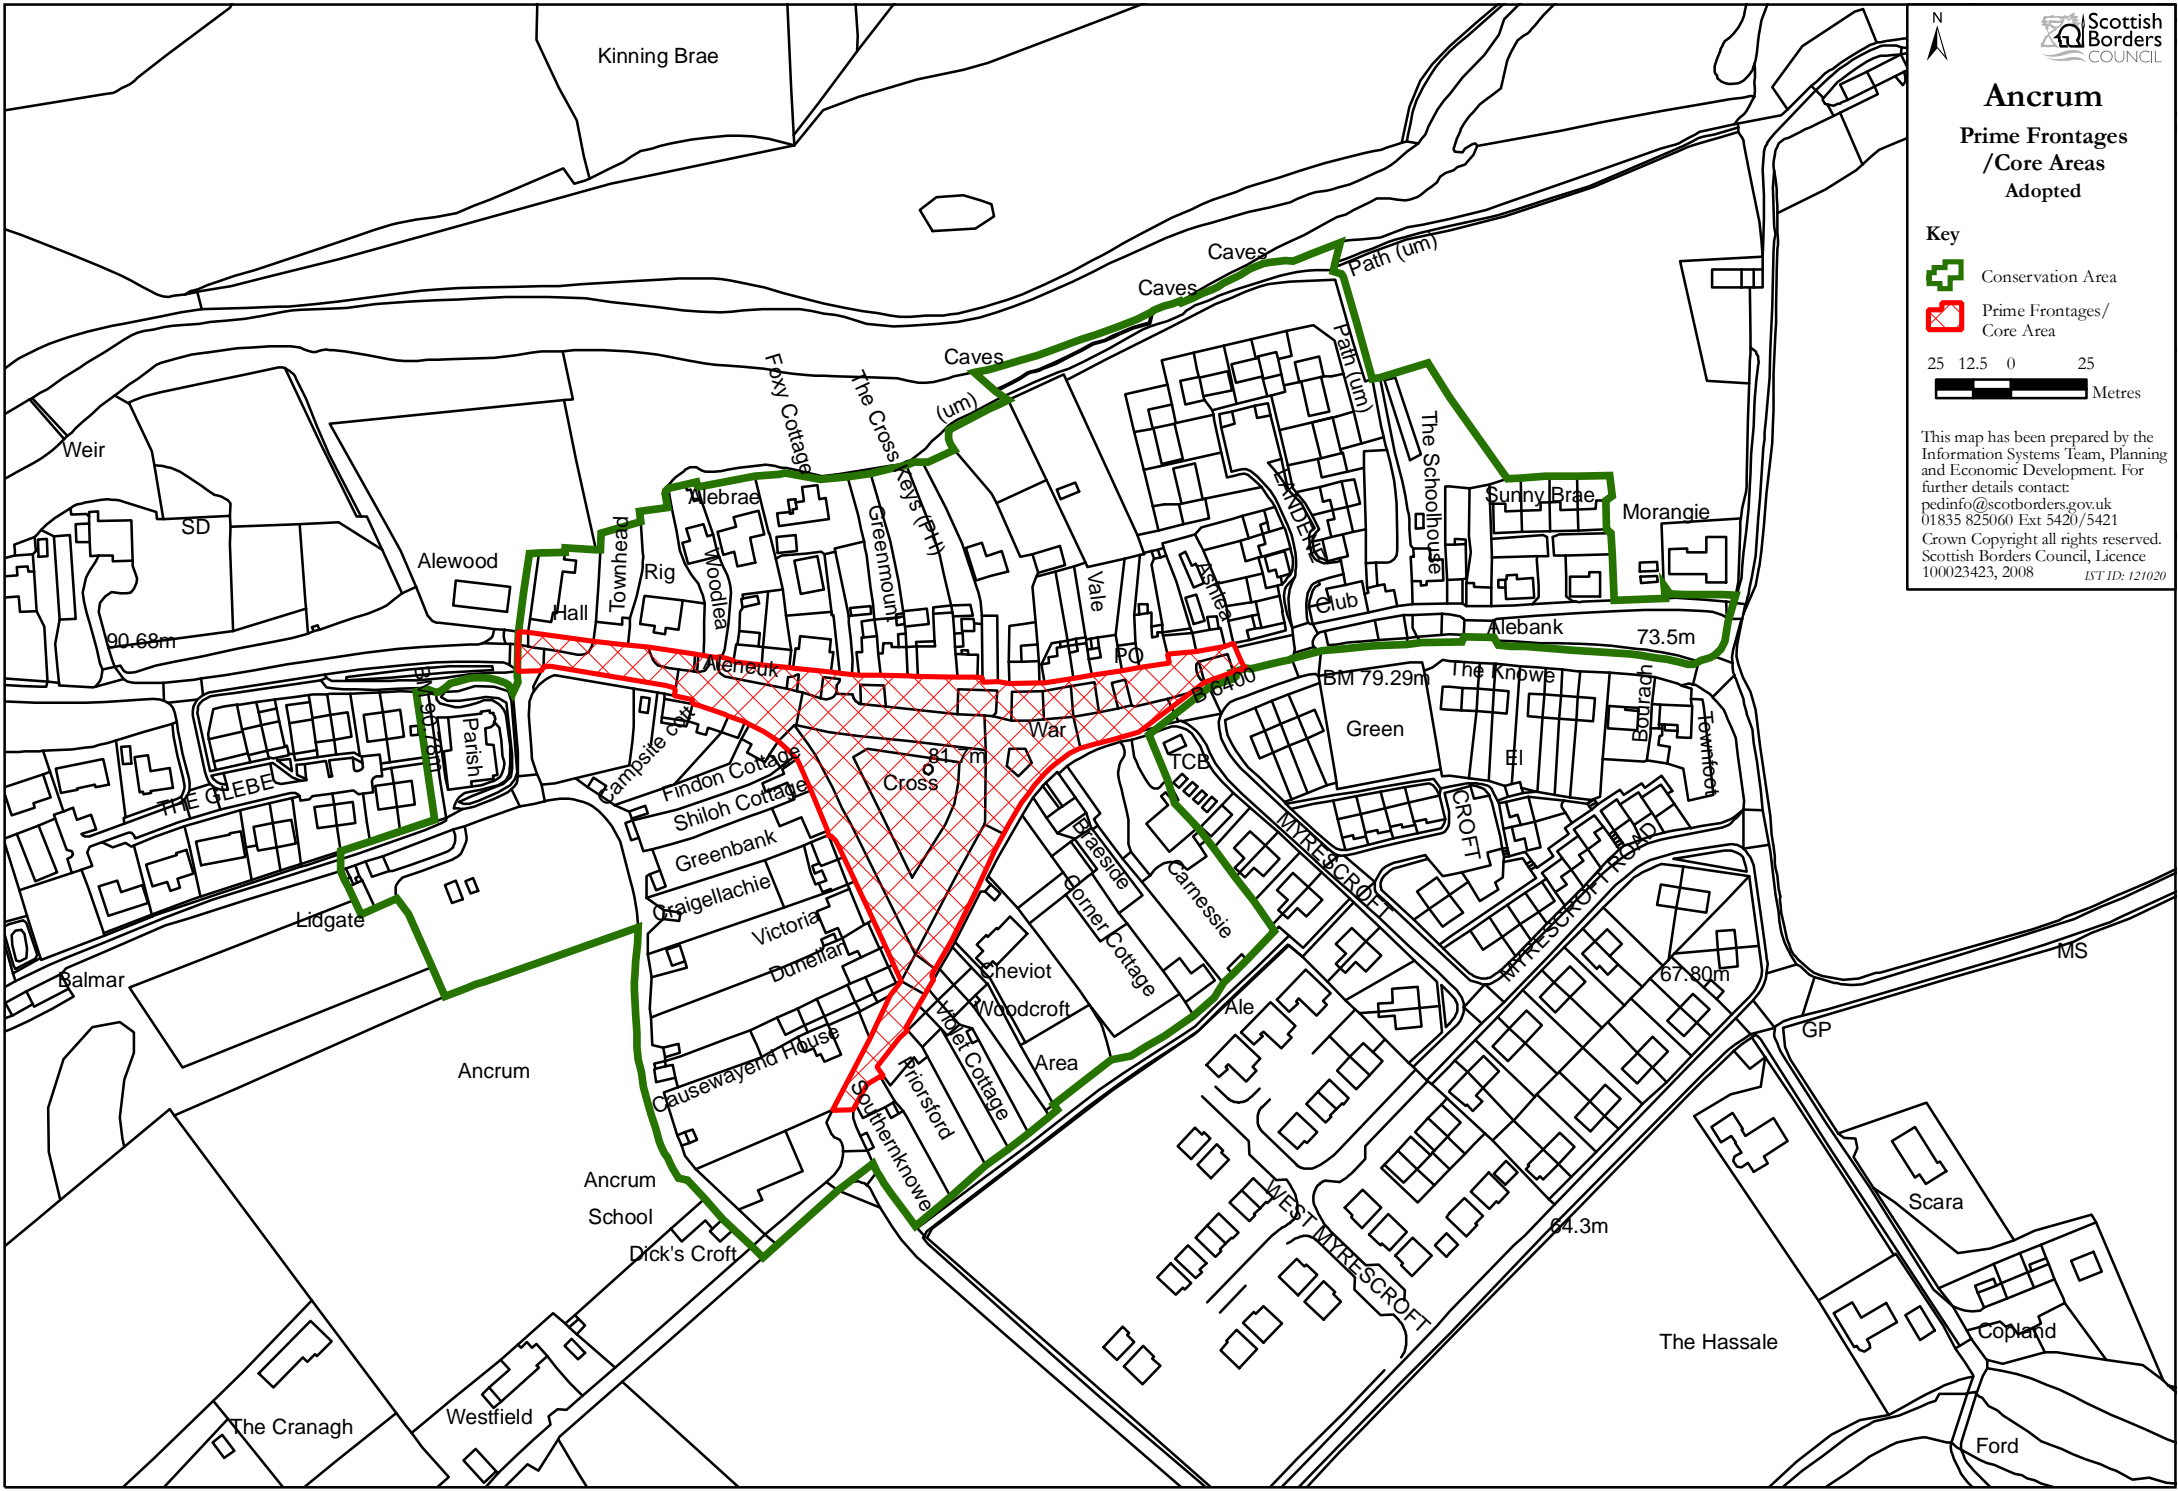 Kinning Brae
N
Scottish
Borders
COUNCIL
Ancrum
Prime Frontages
/Core Areas
Adopted
Key
Conservation Area
Prime Frontages/
Core Area
25 12.5 0 25
Metres
This map has been prepared by the
Information Systems Team, Planning
and Economic Development. For
further details contact:
pedinfo@scotborders.gov.uk
01835 825060 Ext 5420/5421
Crown Copyright all rights reserved.
Scottish Borders Council, Licence
100023423, 2008
IST ID: 121020
Caves
Path (um)
Caves
Caves
Path (um)
(um)
Foxy Cottage
The Cross Keys (PH)
The Schoolhouse
Weir
SD
Alebrae
Sunny Brae
Morangie
LANDENE
Greenmount
Alewood
Townhead
Rig
Woodlea
Vale
Ashlea
Hall
Club
Alebank
90.68m
73.5m
Aleneuk
PO
B 6400
BM 79.29m
The Knowe
Bourach
BM 90.78m
Parish
Campsite cott
War
Green
Townfoot
El
81.7m
Cross
TCB
THE GLEBE
Findon Cottage
Shiloh Cottage
Greenbank
Craigellachie
Victoria
Dunellan
Braeside
Corner Cottage
Carnessie
MYRESCROFT
CROFT
MYRESCROFT ROAD
Lidgate
Balmar
Cheviot
Woodcroft
Violet Cottage
Area
Ale
67.80m
MS
GP
Ancrum
Causewayend House
Priorsford
Southernknowe
Ancrum
School
Dick's Croft
WEST MYRESCROFT
64.3m
Scara
The Hassale
Copland
The Cranagh
Westfield
Ford